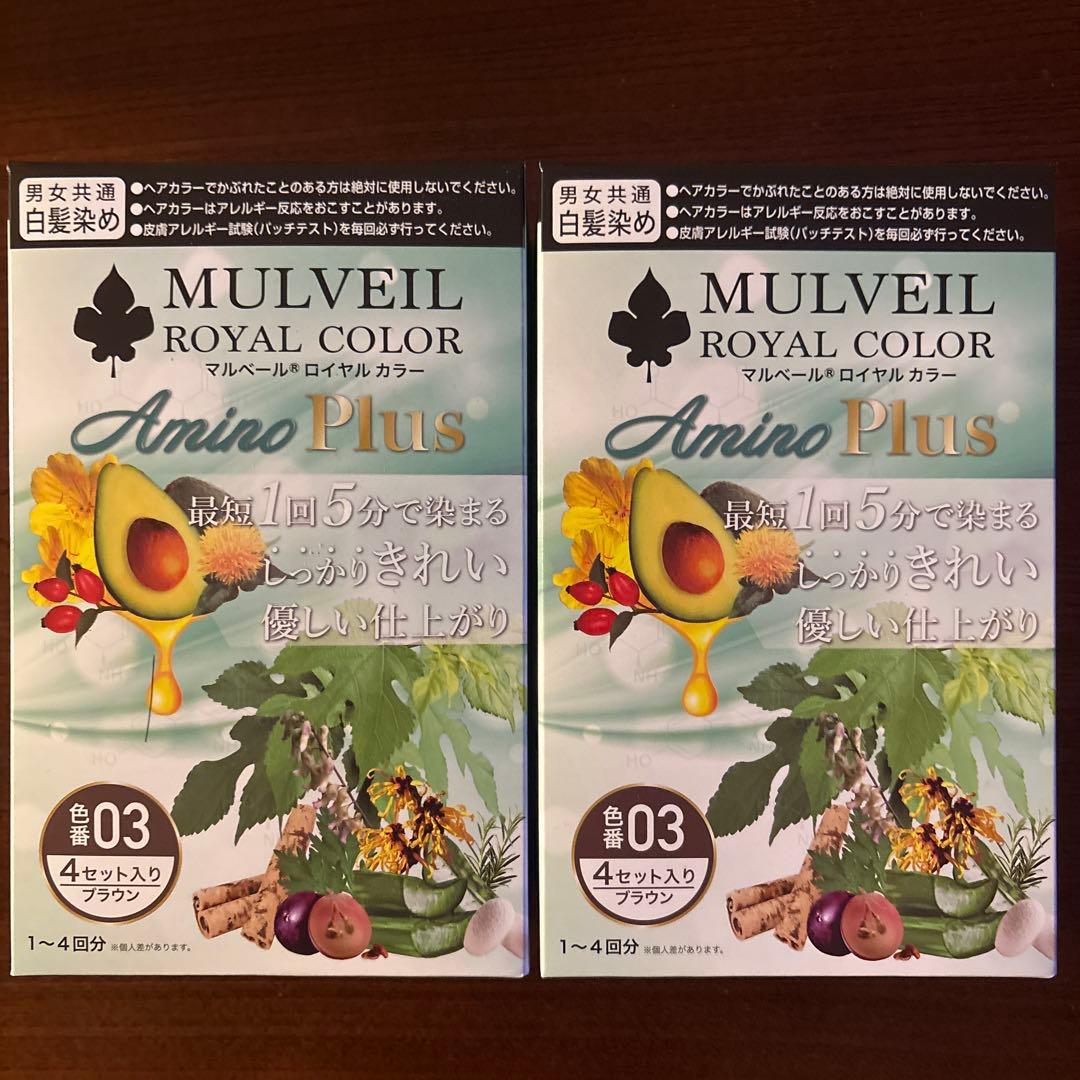 男女共通
白髪染め
●ヘアカラーでかぶれたことのある方は絶対に使用しないでください。
●ヘアカラーはアレルギー反応をおこすことがあります。
●皮膚アレルギー試験(パッチテスト)を毎回必ず行ってください。
MULVEIL
ROYAL COLOR
マルベール® ロイヤル カラー
Amino Plus
最短1回5分で染まる
しっかりきれい
優しい仕上がり
HO
NH
HO
色番03
4セット入り
ブラウン
1〜4回分 ※個人差があります。
男女共通
白髪染め
●ヘアカラーでかぶれたことのある方は絶対に使用しないでください。
●ヘアカラーはアレルギー反応をおこすことがあります。
●皮膚アレルギー試験(パッチテスト)を毎回必ず行ってください。
MULVEIL
ROYAL COLOR
マルベール® ロイヤル カラー
Amino Plus
最短1回5分で染まる
しっかりきれい
優しい仕上がり
HO
NH
HO
色番03
4セット入り
ブラウン
1〜4回分 ※個人差があります。